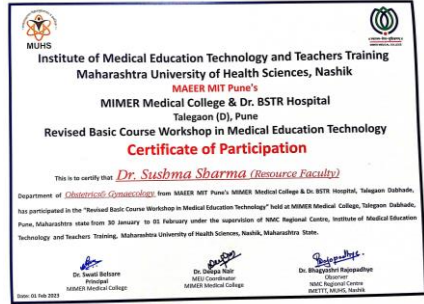 MUHS
Institute of Medical Education Technology and Teachers Training
Maharashtra University of Health Sciences, Nashik
MAEER MIT Pune's
MIMER Medical College & Dr. BSTR Hospital
Talegaon (D), Pune
Revised Basic Course Workshop in Medical Education Technology
Certificate of Participation
This is to certify that Dr. Sushma Sharma (Resource Faculty)
Department of Obstetrics & Gynaecology from MAEER MIT Pune's MIMER Medical College & Dr. BSTR Hospital, Talegaon Dabhade,
has participated in the "Revised Basic Course Workshop in Medical Education Technology" held at MIMER Medical College, Talegaon Dabhade,
Pune, Maharashtra state from 30 January to 01 February under the supervision of NMC Regional Centre, Institute of Medical Education
Technology and Teachers Training, Maharashtra University of Health Sciences, Nashik, Maharashtra State.
Dr. Swati Belsare
Principal
MIMER Medical College
Dr. Deepa Nair
MEU Coordinator
MIMER Medical College
Dr. Bhagyashri Rajopadhye
Observer
NMC Regional Centre
IMETTT, MUHS, Nashik
Date: 01 Feb 2023